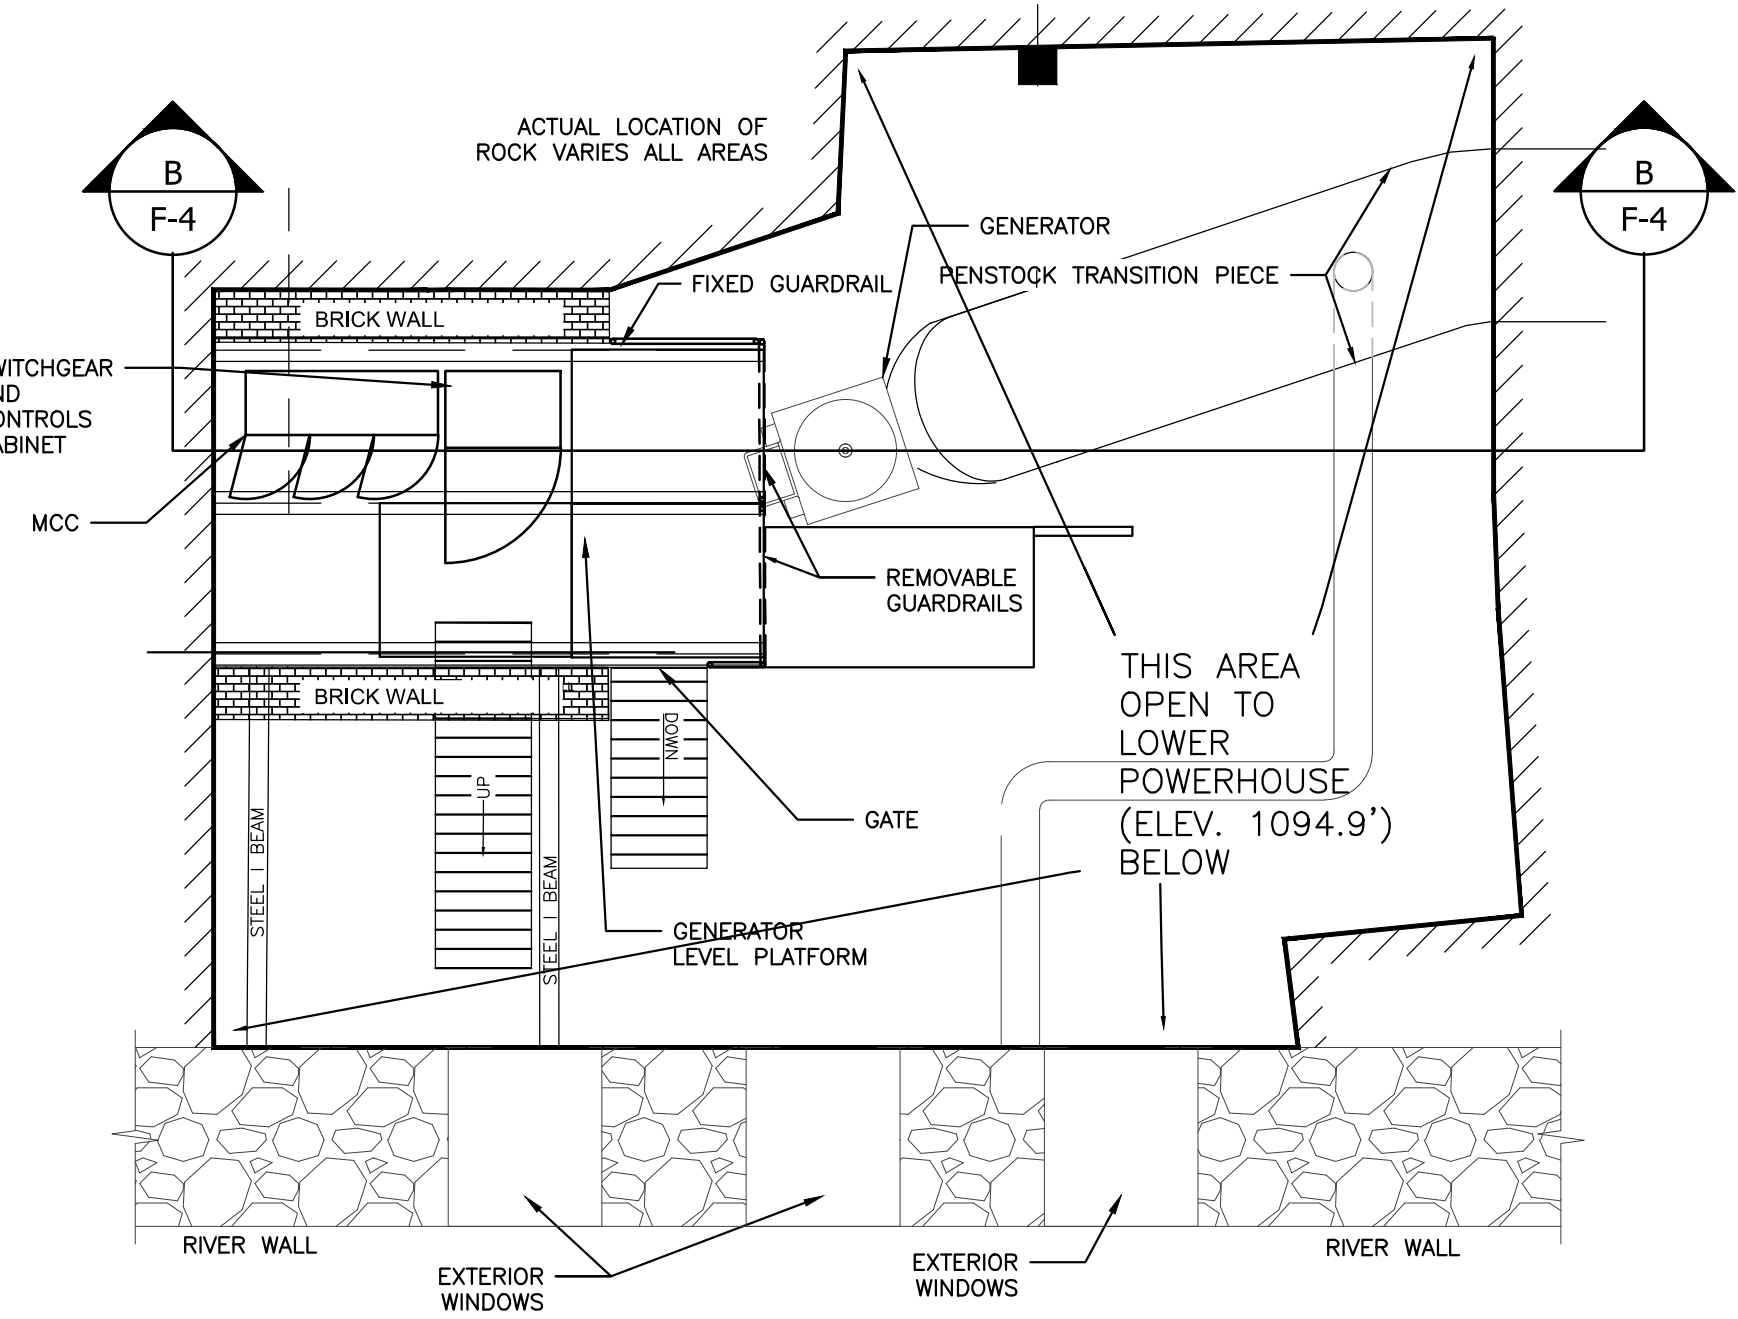 ACTUAL LOCATION OF
ROCK VARIES ALL AREAS
B
F-4
B
F-4
GENERATOR
FIXED GUARDRAIL
PENSTOCK TRANSITION PIECE
BRICK WALL
WITCHGEAR
ND
ONTROLS
ABINET
MCC
REMOVABLE
GUARDRAILS
BRICK WALL
THIS AREA
OPEN TO
LOWER
POWERHOUSE
(ELEV. 1094.9')
BELOW
DOWN
UP
GATE
STEEL I BEAM
STEEL I BEAM
GENERATOR
LEVEL PLATFORM
RIVER WALL
EXTERIOR
WINDOWS
EXTERIOR
WINDOWS
RIVER WALL